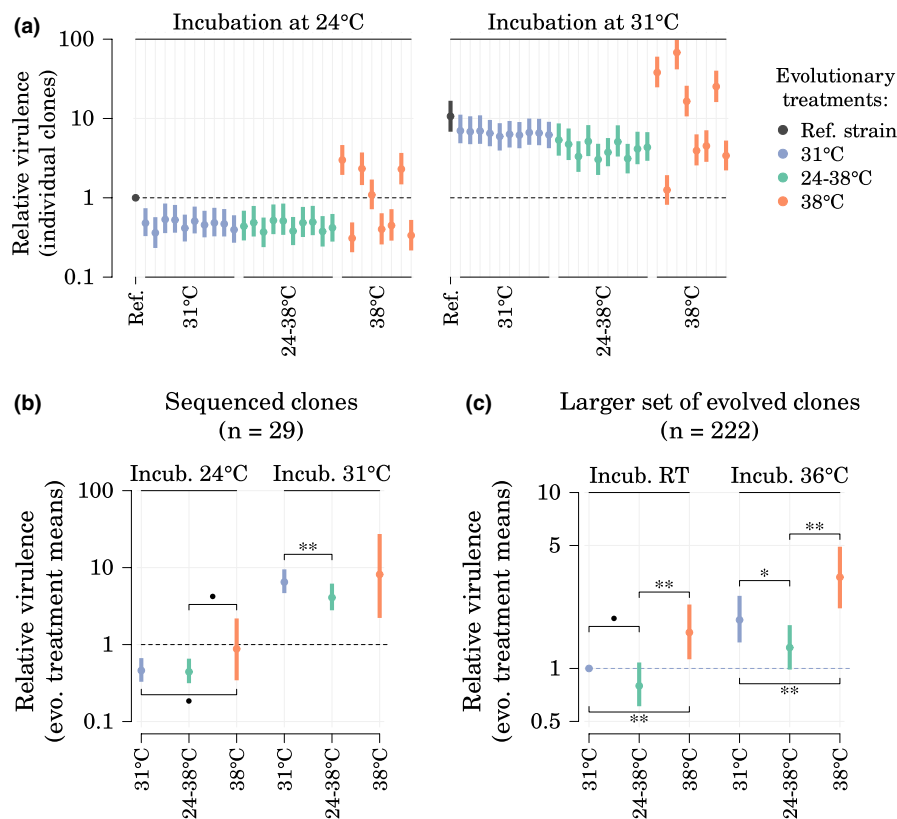 (a)
Incubation at 24°C
Incubation at 31°C
Relative virulence
(individual clones)
100
10
1
0.1
Ref.
31°C
24-38°C
38°C
Ref.
31°C
24-38°C
38°C
Evolutionary
treatments:
Ref. strain
31°C
24-38°C
38°C
(b)
Sequenced clones
(n = 29)
Incub. 24°C
Incub. 31°C
Relative virulence
(evo. treatment means)
100
10
1
0.1
**
31°C
24-38°C
38°C
31°C
24-38°C
38°C
(c)
Larger set of evolved clones
(n = 222)
Incub. RT
Incub. 36°C
Relative virulence
(evo. treatment means)
10
5
1
0.5
**
**
**
*
**
31°C
24-38°C
38°C
31°C
24-38°C
38°C